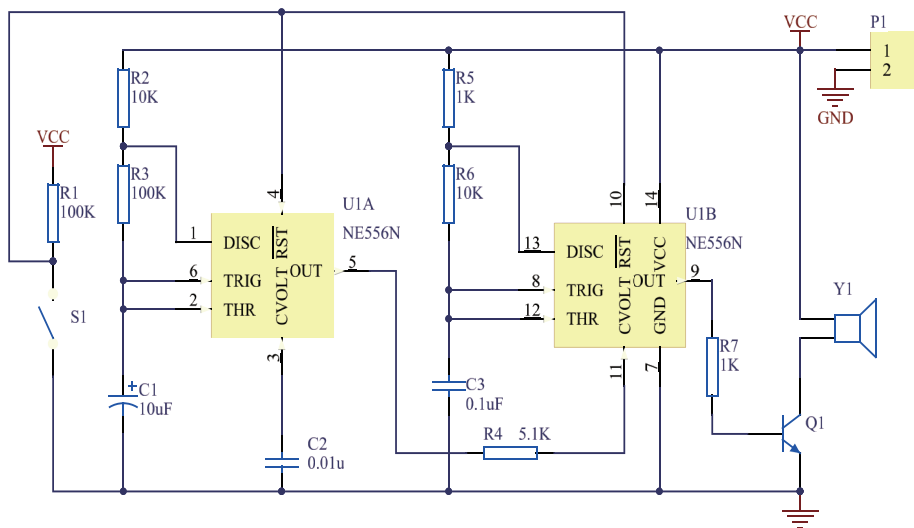 VCC
P1
1
2
GND
R2
10K
R5
1K
VCC
R1
100K
R3
100K
R6
10K
4
U1A
NE556N
10
14
U1B
NE556N
1
DISC
RST
5
OUT
6
TRIG
2
THR
CVOLT
3
13
DISC
RST
VCC
9
OUT
8
TRIG
12
THR
CVOLT
GND
11
7
S1
Y1
R7
1K
C1
+
10uF
C3
0.1uF
R4 5.1K
Q1
C2
0.01u